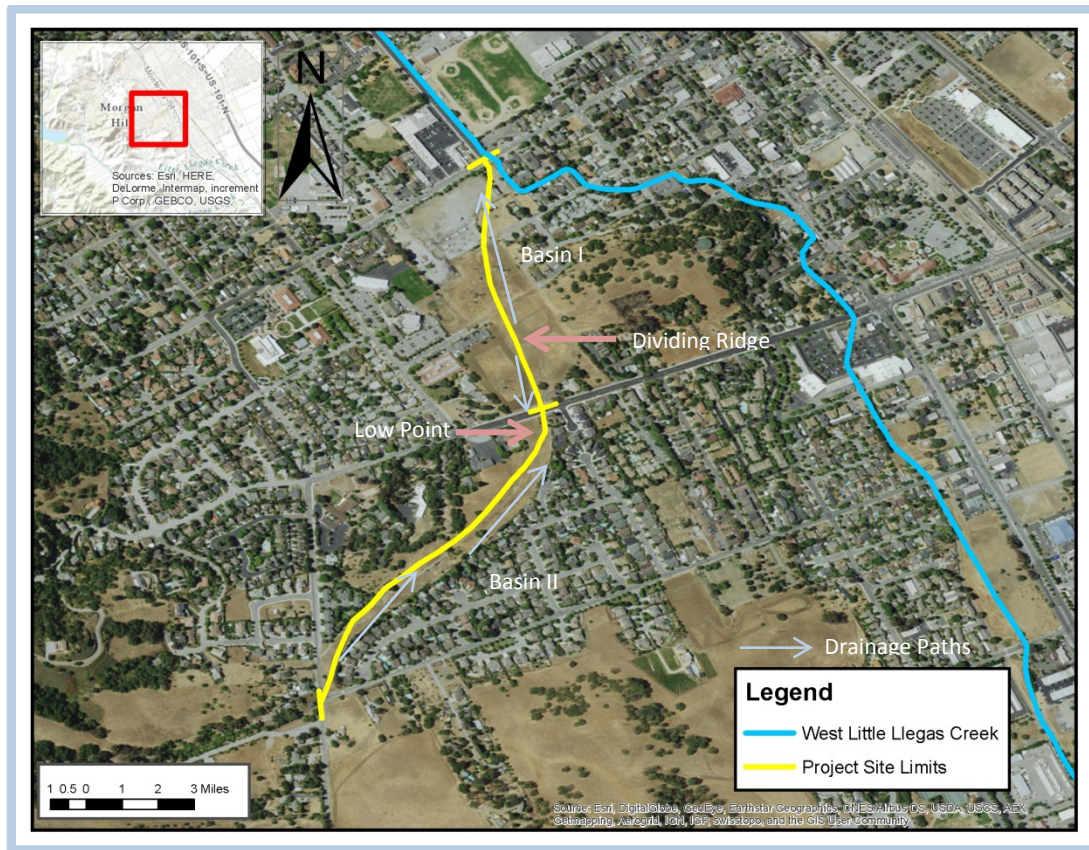 Morgan
Hill
Sources: Esri, HERE,
DeLorme, Intermap, increment
P Corp., GEBCO, USGS
N
Basin I
Dividing Ridge
Low Point
Basin II
Drainage Paths
Legend
West Little Llegas Creek
Project Site Limits
1 0.5 0 1 2 3 Miles
Source: Esri, DigitalGlobe, GeoEye, Earthstar Geographics, CNES/Airbus DS, USDA, USGS, AEX,
Getmapping, Aerogrid, IGN, IGP, swisstopo, and the GIS User Community